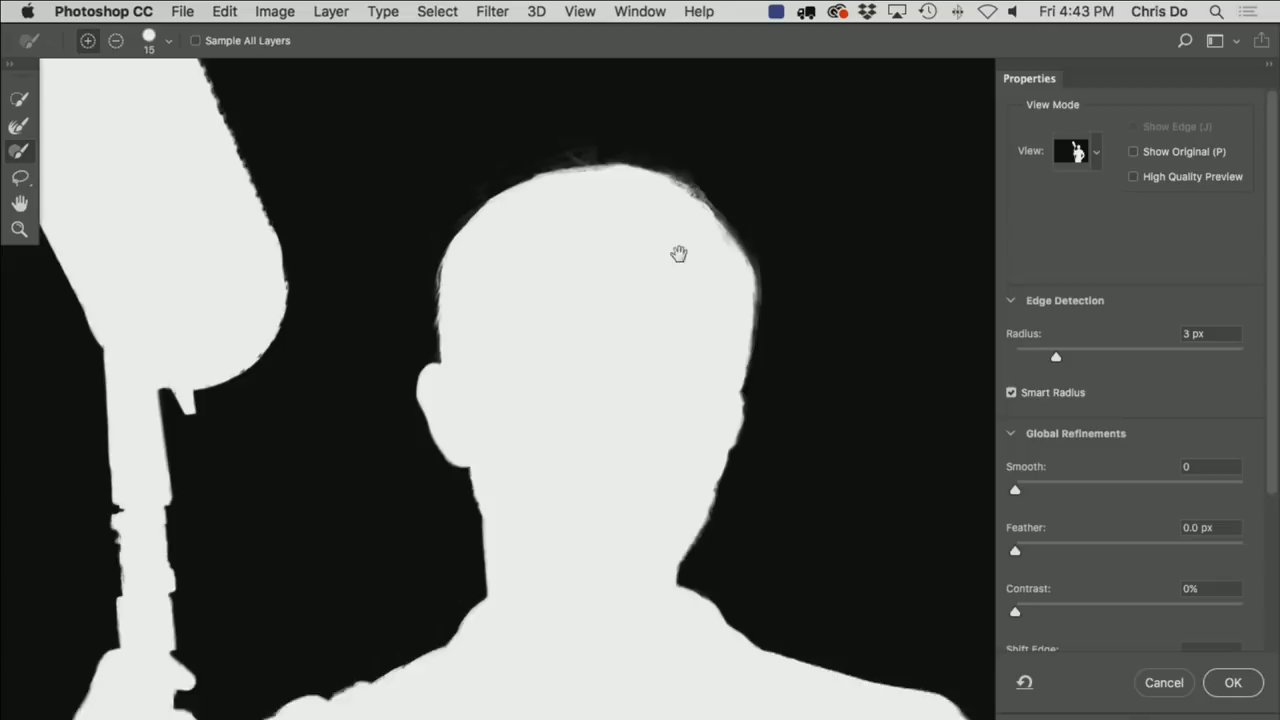 Photoshop CC File Edit Image Layer Type Select Filter 3D View Window Help Fri 4:43 PM Chris Do
15 Sample All Layers
Properties
View Mode
Show Edge (J)
View:
Show Original (P)
High Quality Preview
Edge Detection
Radius: 3 px
Smart Radius
Global Refinements
Smooth: 0
Feather: 0.0 px
Contrast: 0%
Shift Edge:
Cancel OK